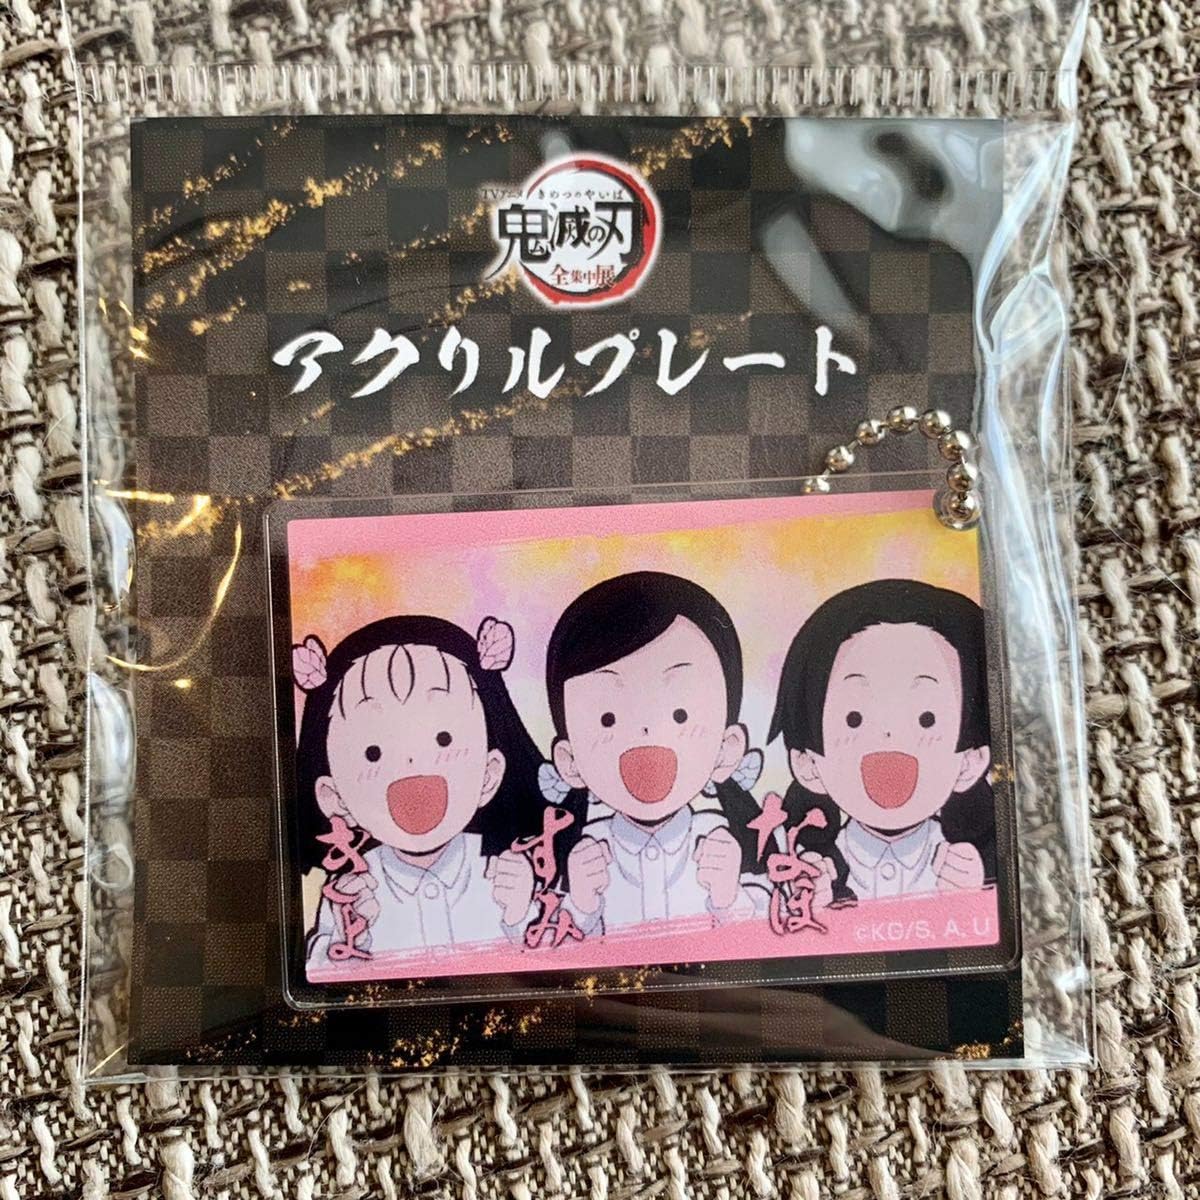 TVアニメ きめつのやいば
鬼滅の刃
全集中展
アクリルプレート
きよ
すみ
なほ
©KG/S, A, U